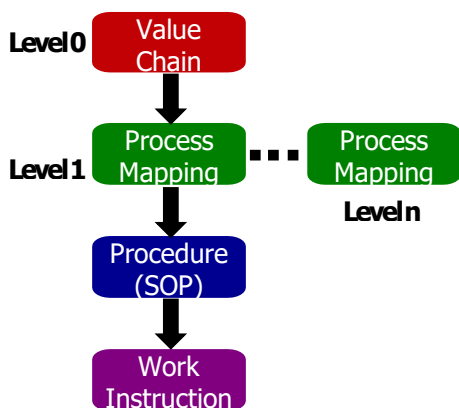 Level0
Value
Chain
Level1
Process
Mapping
Process
Mapping
Leveln
Procedure
(SOP)
Work
Instruction